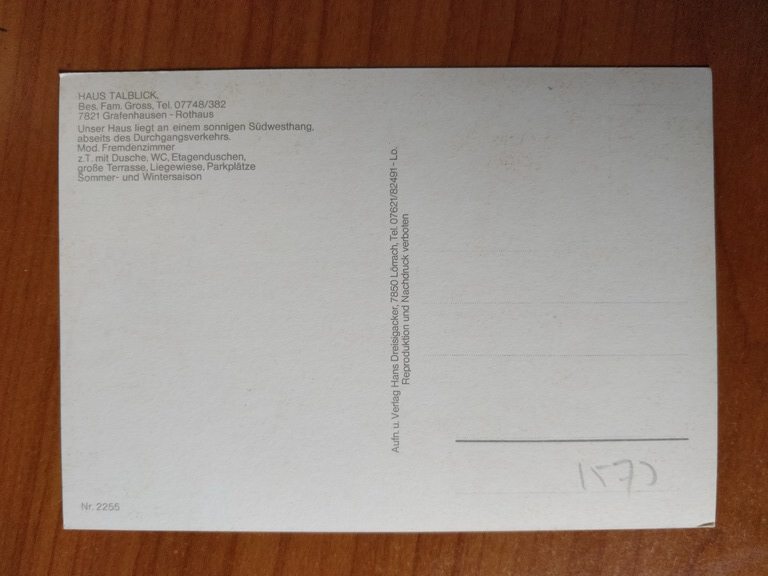 HAUS TALBLICK,
Bes. Fam. Gross, Tel. 07748/382
7821 Grafenhausen - Rothaus
Unser Haus liegt an einem sonnigen Südwesthang,
abseits des Durchgangsverkehrs.
Mod. Fremdenzimmer
z.T. mit Dusche, WC, Etagenduschen,
große Terrasse, Liegewiese, Parkplätze
Sommer- und Wintersaison
Aufn. u. Verlag Hans Dreisigacker, 7850 Lörrach, Tel. 07621/82491 - Lo.
Reproduktion und Nachdruck verboten
Nr. 2255